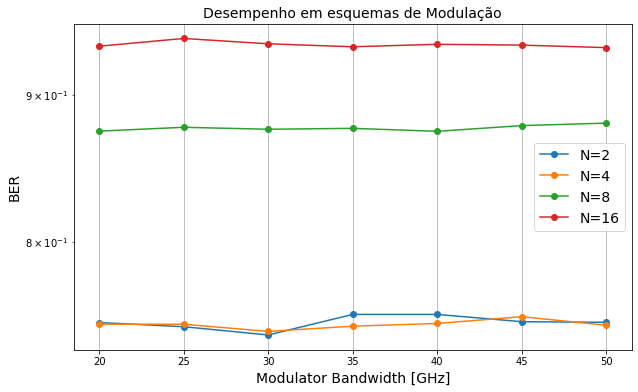 Desempenho em esquemas de Modulação
9 × 10⁻¹
8 × 10⁻¹
BER
N=2
N=4
N=8
N=16
20 25 30 35 40 45 50
Modulator Bandwidth [GHz]